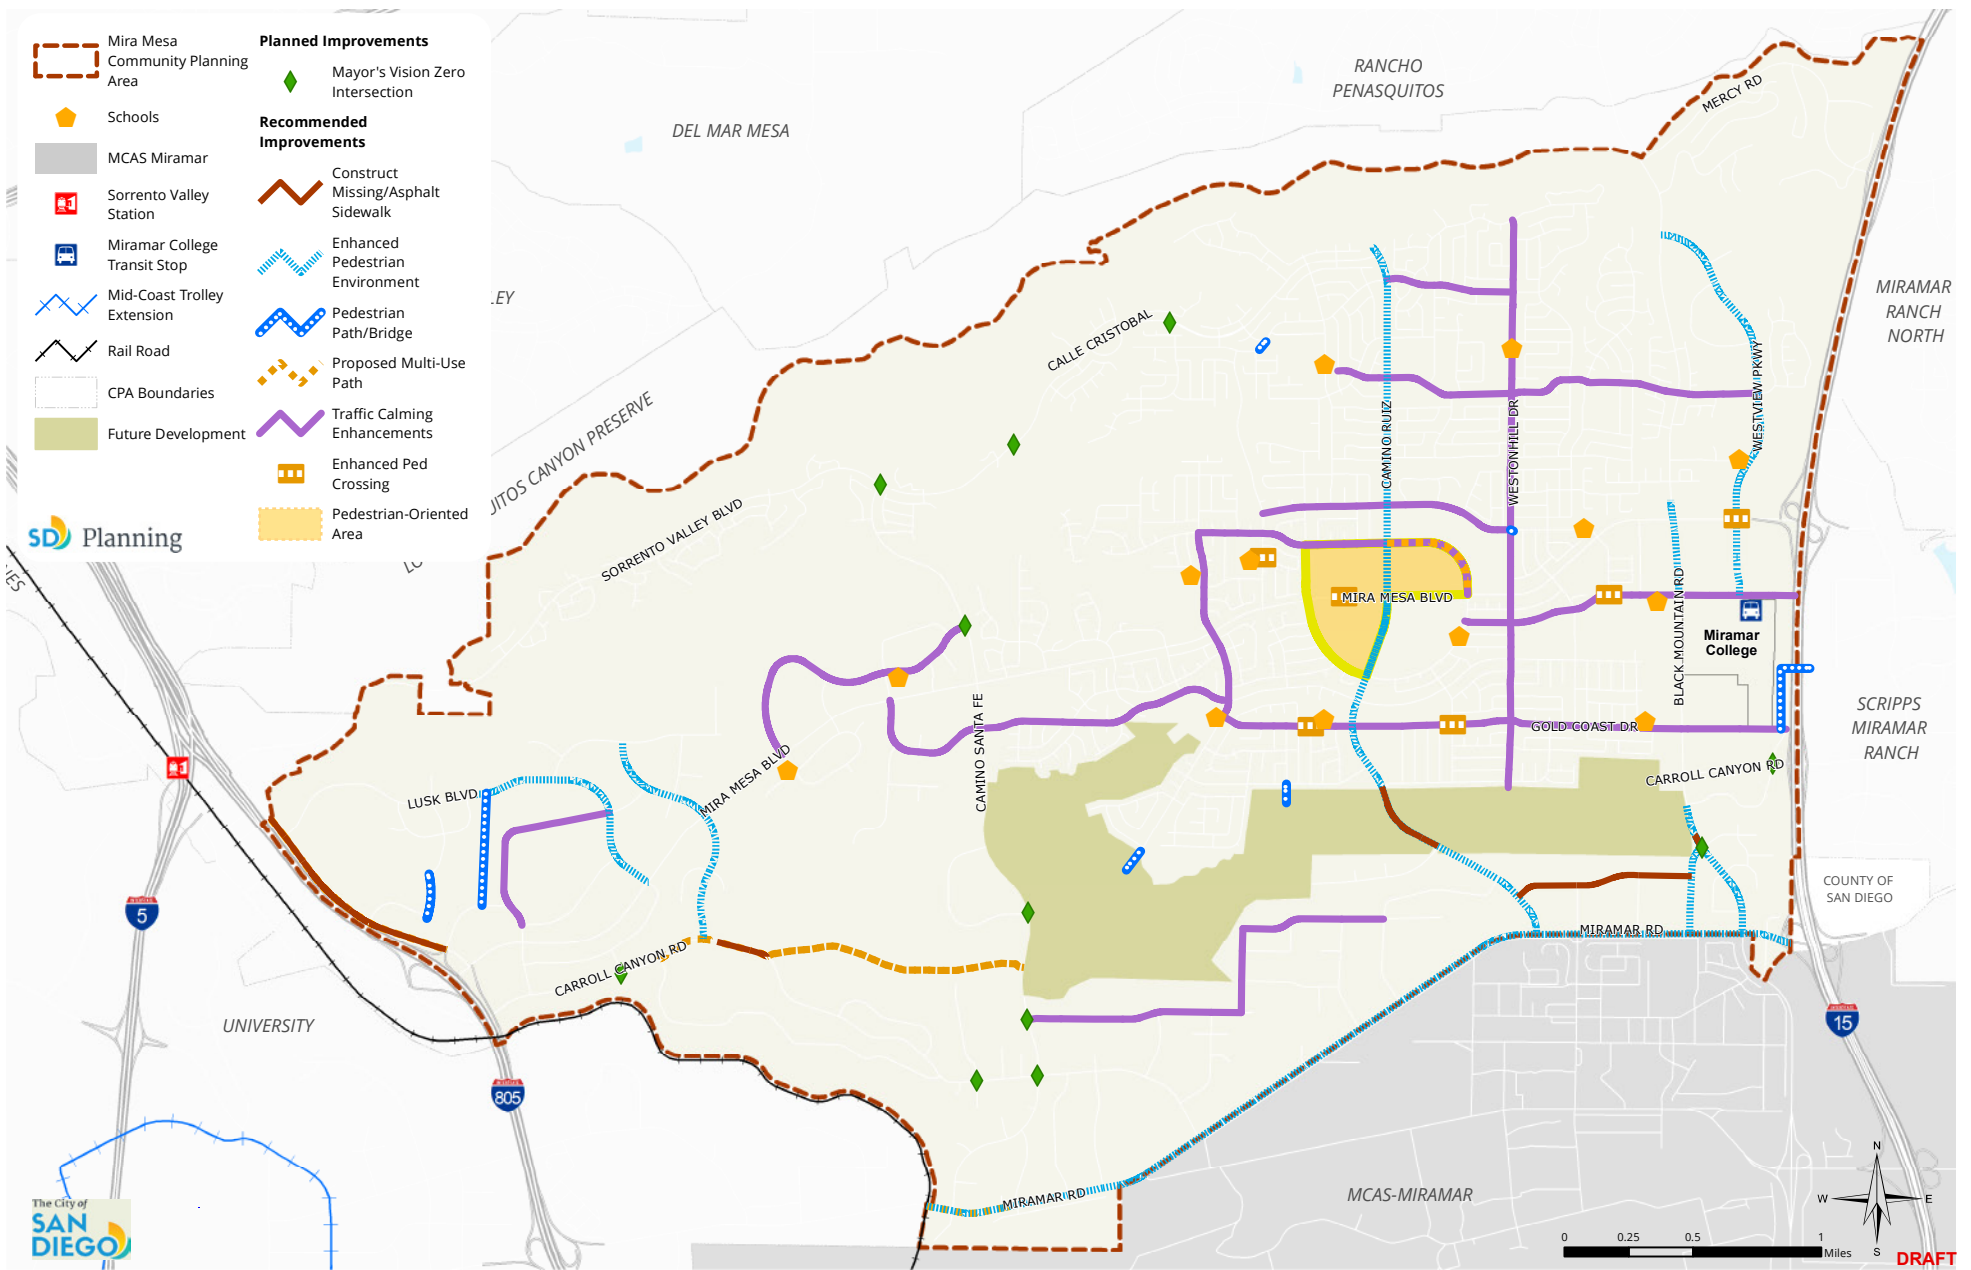 Mira Mesa
Community Planning
Area
Schools
MCAS Miramar
Sorrento Valley
Station
Miramar College
Transit Stop
Mid-Coast Trolley
Extension
Rail Road
CPA Boundaries
Future Development
SD Planning
Planned Improvements
Mayor's Vision Zero
Intersection
Recommended
Improvements
Construct
Missing/Asphalt
Sidewalk
Enhanced
Pedestrian
Environment
Pedestrian
Path/Bridge
Proposed Multi-Use
Path
Traffic Calming
Enhancements
Enhanced Ped
Crossing
Pedestrian-Oriented
Area
DEL MAR MESA
RANCHO
PENASQUITOS
MERCY RD
MIRAMAR
RANCH
NORTH
LEY
UITOS CANYON PRESERVE
LO
UES
CALLE CRISTOBAL
SORRENTO VALLEY BLVD
CAMINO RUIZ
WESTONHILL DR
WESTVIEW PKWY
BLACK MOUNTAIN RD
MIRA MESA BLVD
Miramar
College
GOLD COAST DR
CARROLL CANYON RD
SCRIPPS
MIRAMAR
RANCH
CAMINO SANTA FE
MIRA MESA BLVD
LUSK BLVD
CARROLL CANYON RD
COUNTY OF
SAN DIEGO
MIRAMAR RD
5
805
15
UNIVERSITY
MIRAMAR RD
MCAS-MIRAMAR
The City of
SAN
DIEGO
N
W E
S
0 0.25 0.5 1
Miles
DRAFT